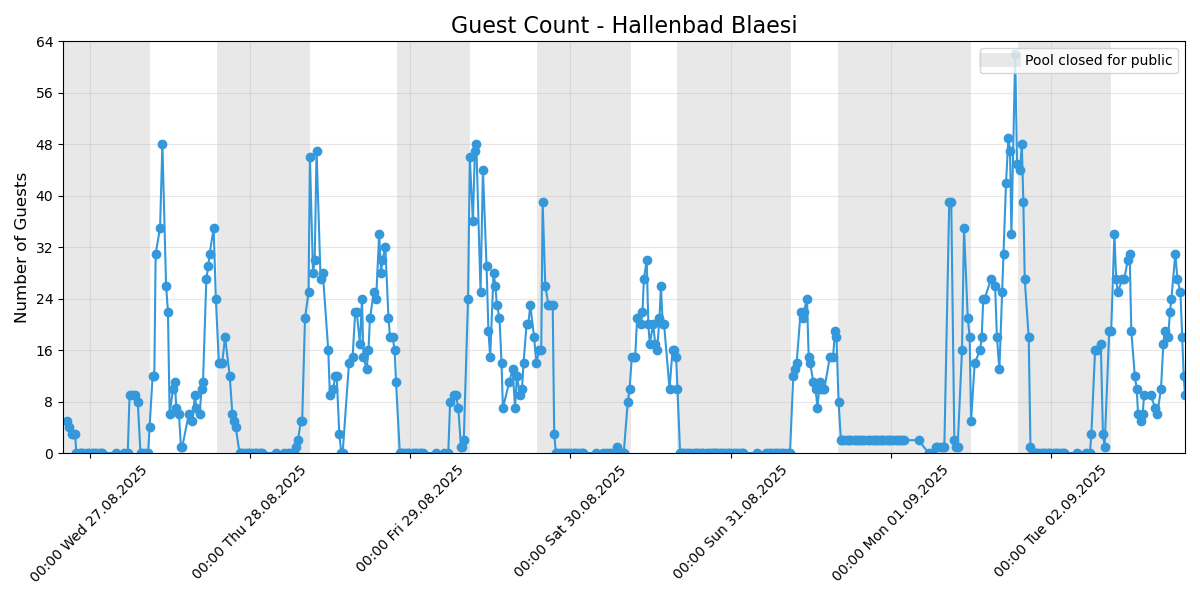 Guest Count - Hallenbad Blaesi
Pool closed for public
Number of Guests
64
56
48
40
32
24
16
8
0
00:00 Wed 27.08.2025
00:00 Thu 28.08.2025
00:00 Fri 29.08.2025
00:00 Sat 30.08.2025
00:00 Sun 31.08.2025
00:00 Mon 01.09.2025
00:00 Tue 02.09.2025